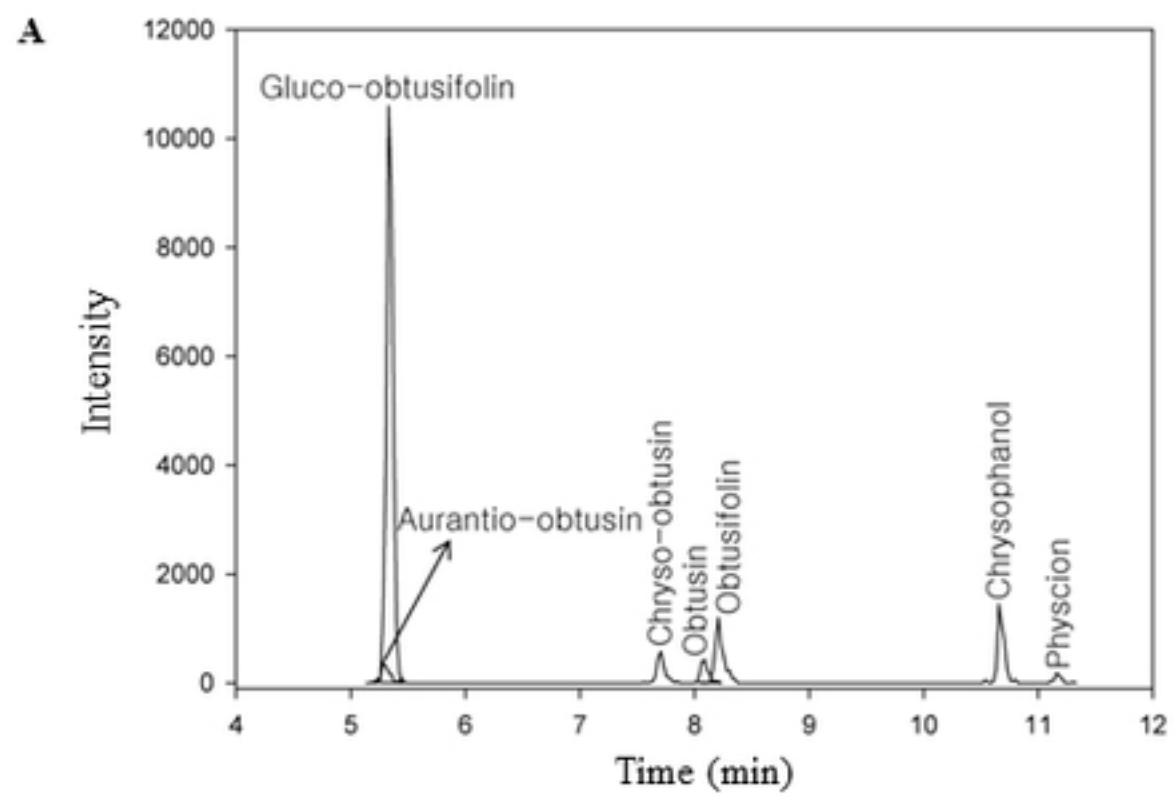 A
12000
Gluco-obtusifolin
10000
8000
6000
4000
2000
0
Intensity
Aurantio-obtusin
Chryso-obtusin
Obtusin
Obtusifolin
Chrysophanol
Physcion
4 5 6 7 8 9 10 11 12
Time (min)